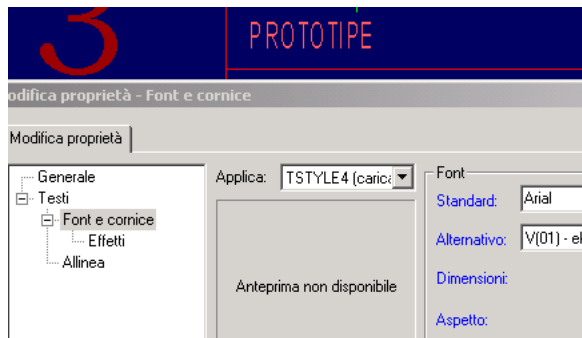 3
PROTOTIPE
odifica proprietà - Font e cornice
Modifica proprietà
Generale
Testi
Font e cornice
Effetti
Allinea
Applica: TSTYLE4 (carica
Anteprima non disponibile
Font
Standard: Arial
Alternativo: V(01) - el
Dimensioni:
Aspetto: